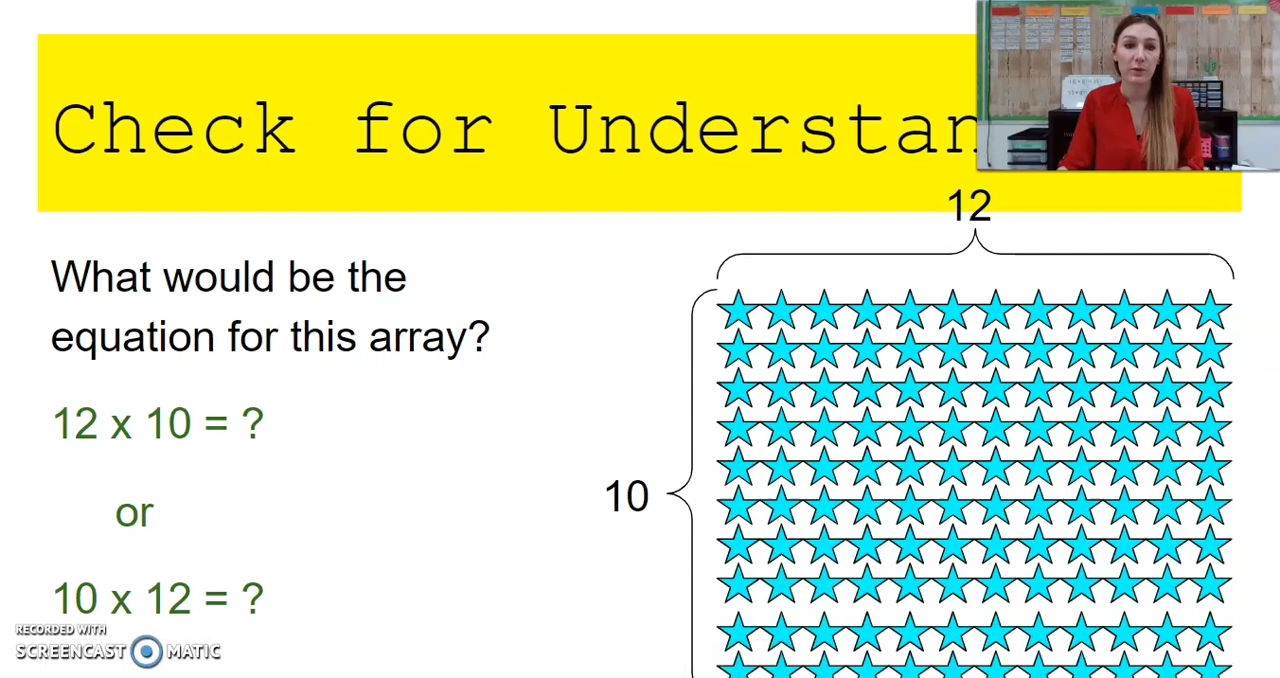 Check for Understan
12
What would be the
equation for this array?
12 x 10 = ?
10
or
10 x 12 = ?
RECORDED WITH
SCREENCAST MATIC